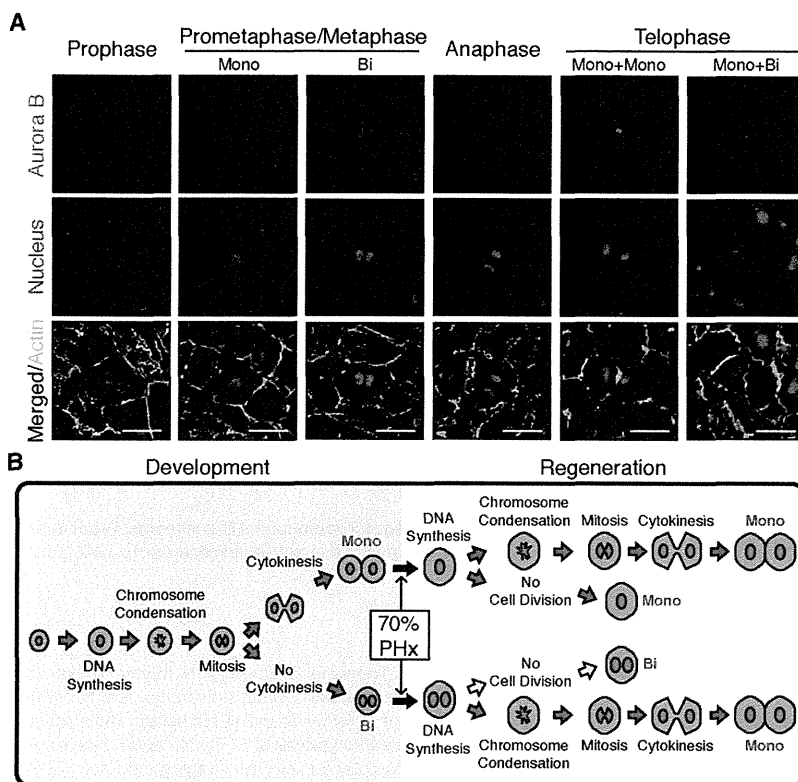 A
Prophase
Prometaphase/Metaphase
Anaphase
Telophase
Mono
Bi
Mono+Mono
Mono+Bi
Aurora B
Nucleus
Merged/Actin
B
Development
Regeneration
DNA
Synthesis
Chromosome
Condensation
Mitosis
Cytokinesis
Mono
No
Cytokinesis
Bi
70%
PHx
DNA
Synthesis
Chromosome
Condensation
Mitosis
Cytokinesis
Mono
No
Cell Division
Mono
DNA
Synthesis
No
Cell Division
Bi
Chromosome
Condensation
Mitosis
Cytokinesis
Mono